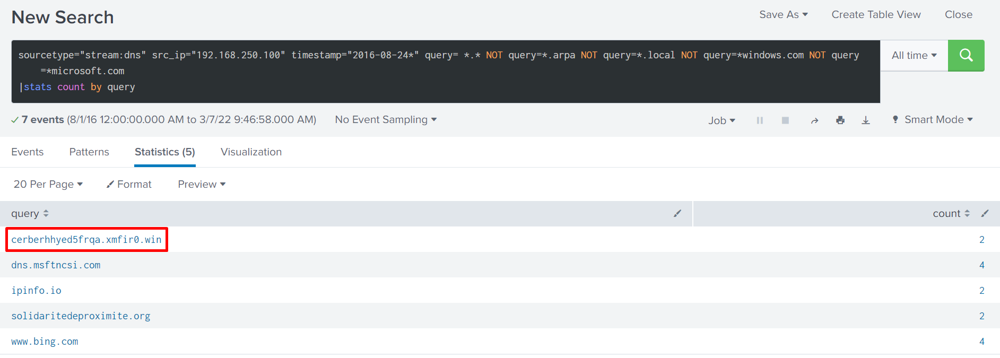 New Search
Save As
Create Table View
Close
sourcetype="stream:dns" src_ip="192.168.250.100" timestamp="2016-08-24*" query= *.* NOT query=*.arpa NOT query=*.local NOT query=*windows.com NOT query
=*microsoft.com
|stats count by query
All time
7 events (8/1/16 12:00:00.000 AM to 3/7/22 9:46:58.000 AM)
No Event Sampling
Job
Smart Mode
Events
Patterns
Statistics (5)
Visualization
20 Per Page
Format
Preview
query
count
cerberhhyed5frqa.xmfir0.win
2
dns.msftncsi.com
4
ipinfo.io
2
solidaritedeproximite.org
2
www.bing.com
4